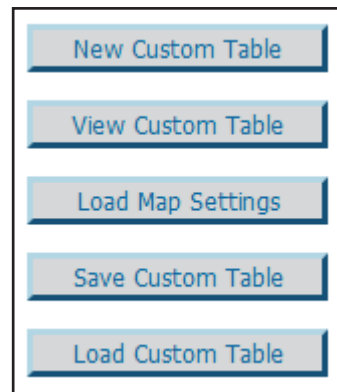 New Custom Table
View Custom Table
Load Map Settings
Save Custom Table
Load Custom Table